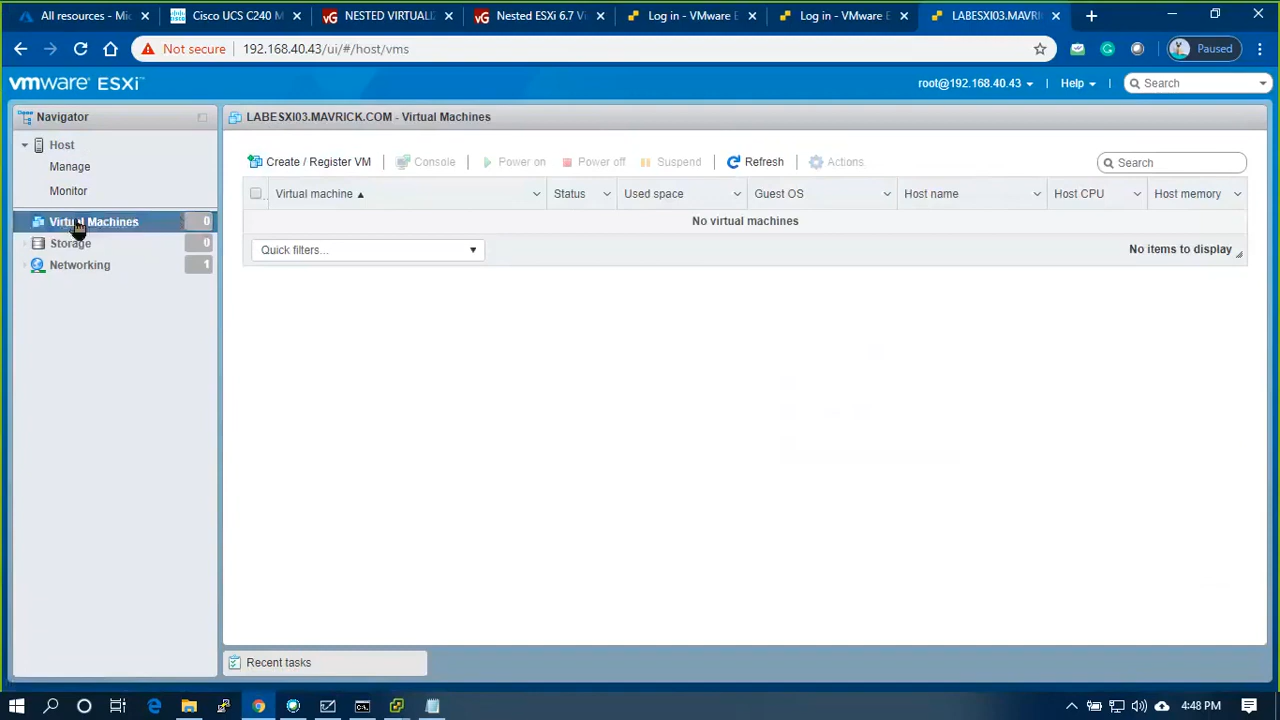 All resources - Mic
Cisco UCS C240 M
NESTED VIRTUALIZ
Nested ESXi 6.7 Vi
Log in - VMware E
Log in - VMware E
LABESXI03.MAVRI
Not secure
192.168.40.43/ui/#/host/vms
Paused
vmware ESXi™
root@192.168.40.43
Help
Search
Navigator
Host
Manage
Monitor
Virtual Machines
0
Storage
0
Networking
1
LABESXI03.MAVRICK.COM - Virtual Machines
Create / Register VM
Console
Power on
Power off
Suspend
Refresh
Actions
Search
Virtual machine
Status
Used space
Guest OS
Host name
Host CPU
Host memory
No virtual machines
Quick filters...
No items to display
Recent tasks
4:48 PM